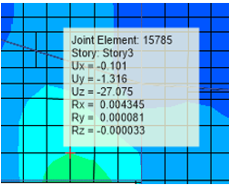 Joint Element: 15785
Story: Story3
Ux = -0.101
Uy = -1.316
Uz = -27.075
Rx = 0.004345
Ry = 0.000081
Rz = -0.000033